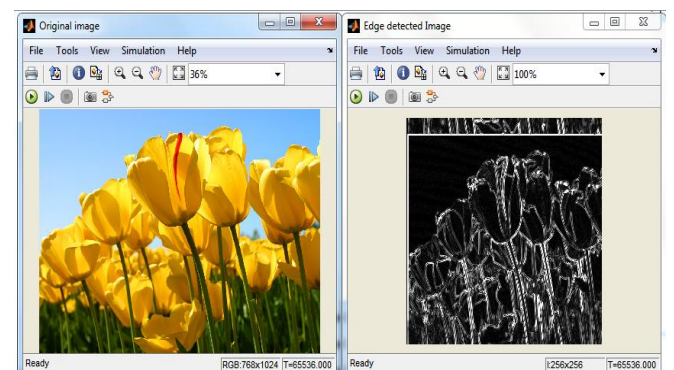 Original image
File Tools View Simulation Help
36%
Ready RGB:768x1024 T=65536.000
Edge detected Image
File Tools View Simulation Help
100%
Ready I:256x256 T=65536.000